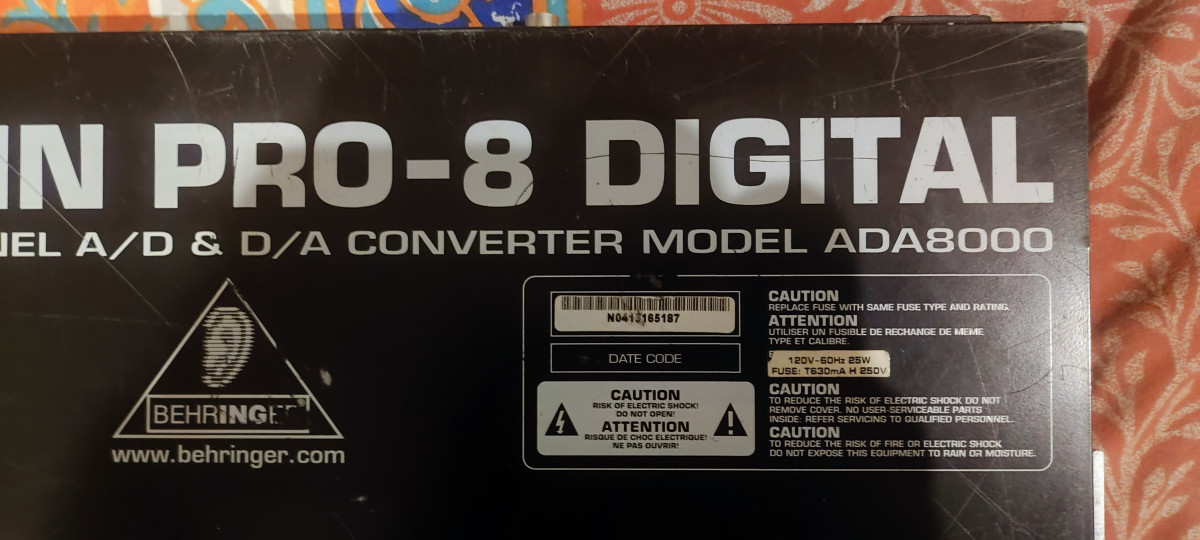 IN PRO-8 DIGITAL
NEL A/D & D/A CONVERTER MODEL ADA8000
BEHRINGER
www.behringer.com
DATE CODE
CAUTION
RISK OF ELECTRIC SHOCK!
DO NOT OPEN!
ATTENTION
RISQUE DE CHOC ELECTRIQUE!
NE PAS OUVRIR!
CAUTION
REPLACE FUSE WITH SAME FUSE TYPE AND RATING.
ATTENTION
UTILISER UN FUSIBLE DE RECHANGE DE MEME
TYPE ET CALIBRE.
120V~60Hz 25W
FUSE: T630mA H 250V
CAUTION
TO REDUCE THE RISK OF ELECTRIC SHOCK DO NOT
REMOVE COVER. NO USER-SERVICEABLE PARTS
INSIDE: REFER SERVICING TO QUALIFIED PERSONNEL.
CAUTION
TO REDUCE THE RISK OF FIRE OR ELECTRIC SHOCK
DO NOT EXPOSE THIS EQUIPMENT TO RAIN OR MOISTURE.